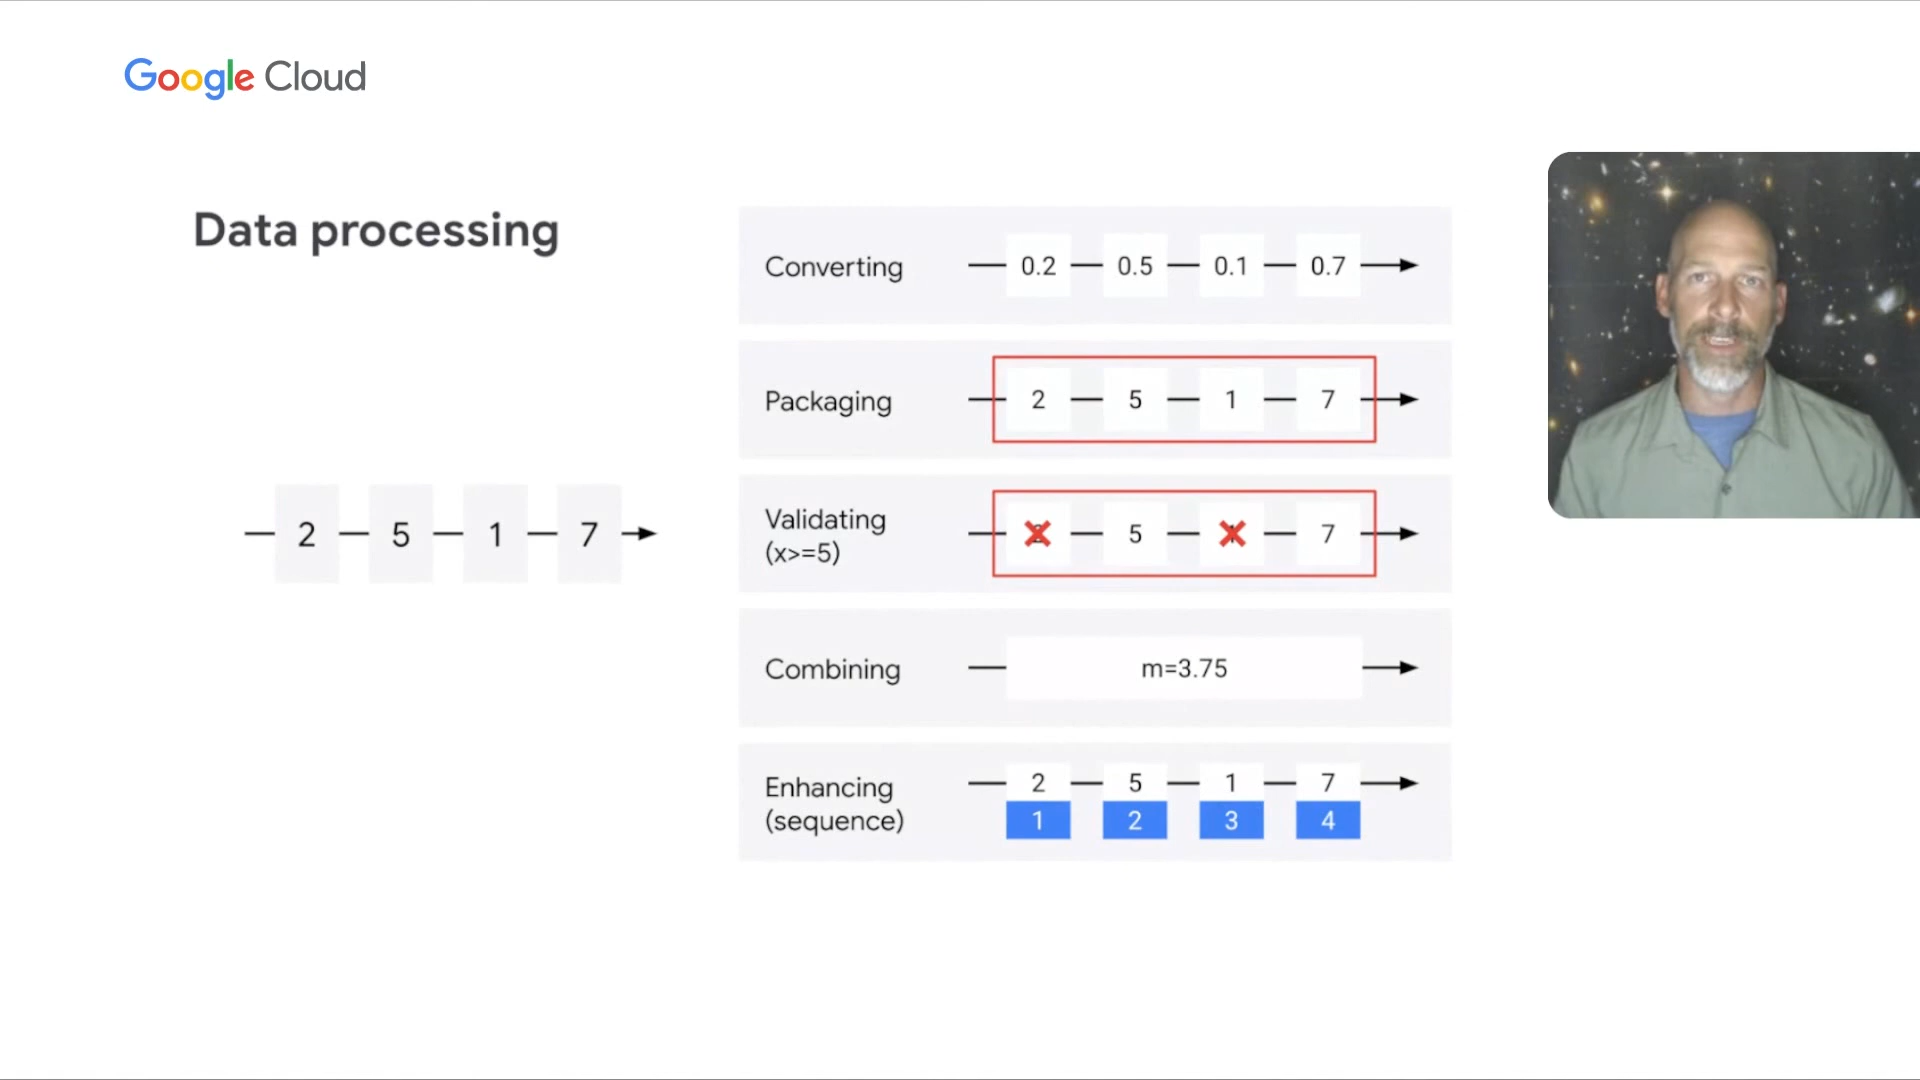 Google Cloud
Data processing
2 5 1 7
Converting 0.2 0.5 0.1 0.7
Packaging 2 5 1 7
Validating
(x>=5)
5 7
Combining m=3.75
Enhancing
(sequence)
2 5 1 7
1 2 3 4